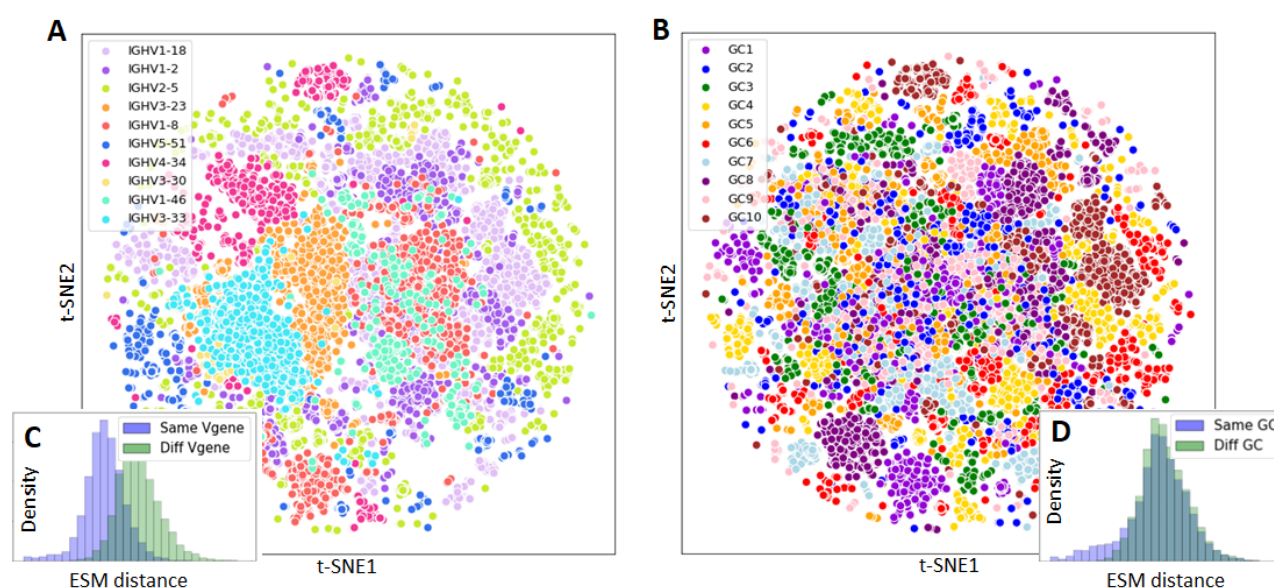 A
IGHV1-18
IGHV1-2
IGHV2-5
IGHV3-23
IGHV1-8
IGHV5-51
IGHV4-34
IGHV3-30
IGHV1-46
IGHV3-33
t-SNE2
t-SNE1
B
GC1
GC2
GC3
GC4
GC5
GC6
GC7
GC8
GC9
GC10
t-SNE2
t-SNE1
C
Same Vgene
Diff Vgene
Density
ESM distance
D
Same GC
Diff GC
Density
ESM distance